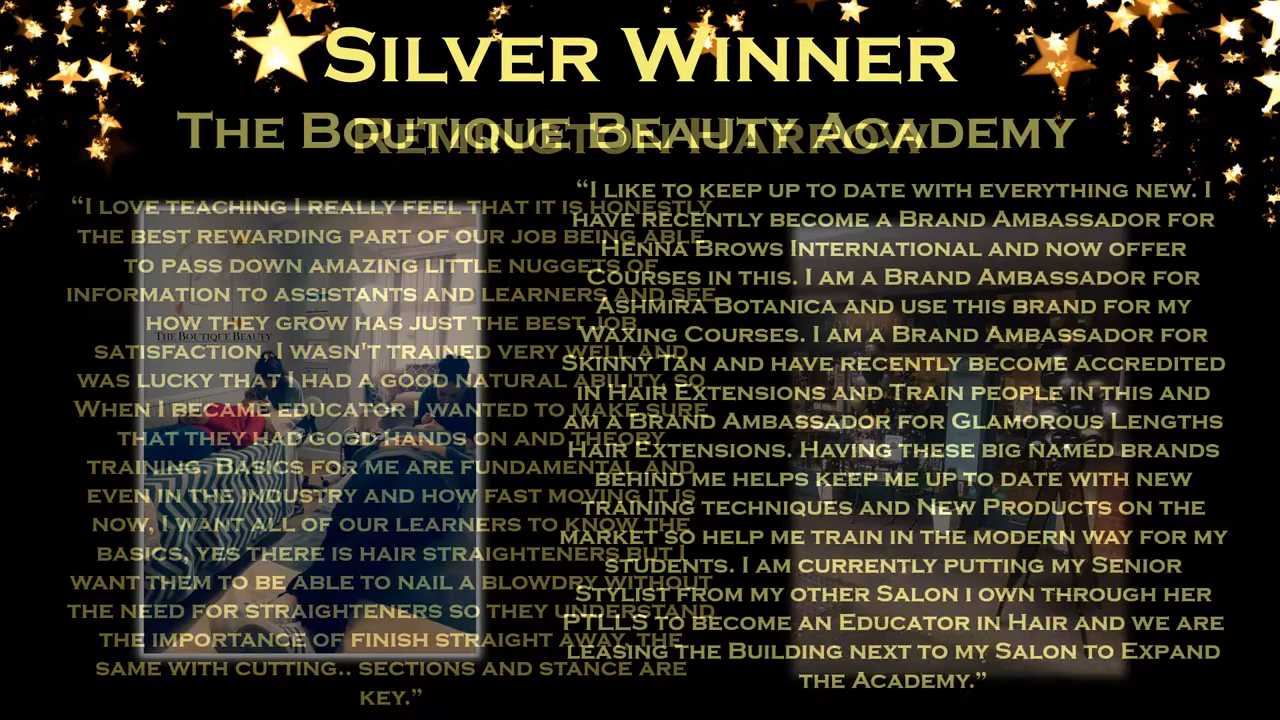 Silver Winner
The Boutique Beauty Academy
Remington Harrow
“I love teaching I really feel that it is honestly
the best rewarding part of our job being able
to pass down amazing little nuggets of
information to assistants and learners and see
how they grow has just the best job
satisfaction. I wasn't trained very well and
was lucky that I had a good natural ability, so
When I became educator I wanted to make sure
that they had good hands on and theory
training. Basics for me are fundamental and
even in the industry and how fast moving it is
now, I want all of our learners to know the
basics, yes there is hair straighteners but I
want them to be able to nail a blowdry without
the need for straighteners so they understand
the importance of finish straight away. The
same with cutting.. sections and stance are
key.”
The Boutique Beauty
“I like to keep up to date with everything new. I
have recently become a Brand Ambassador for
Henna Brows International and now offer
Courses in this. I am a Brand Ambassador for
Ashmira Botanica and use this brand for my
Waxing Courses. I am a Brand Ambassador for
Skinny Tan and have recently become accredited
in Hair Extensions and Train people in this and
am a Brand Ambassador for Glamorous Lengths
Hair Extensions. Having these big named brands
behind me helps keep me up to date with new
training techniques and New Products on the
market so help me train in the modern way for my
students. I am currently putting my Senior
Stylist from my other Salon i own through her
PTLLS to become an Educator in Hair and we are
leasing the Building next to my Salon to Expand
the Academy.”